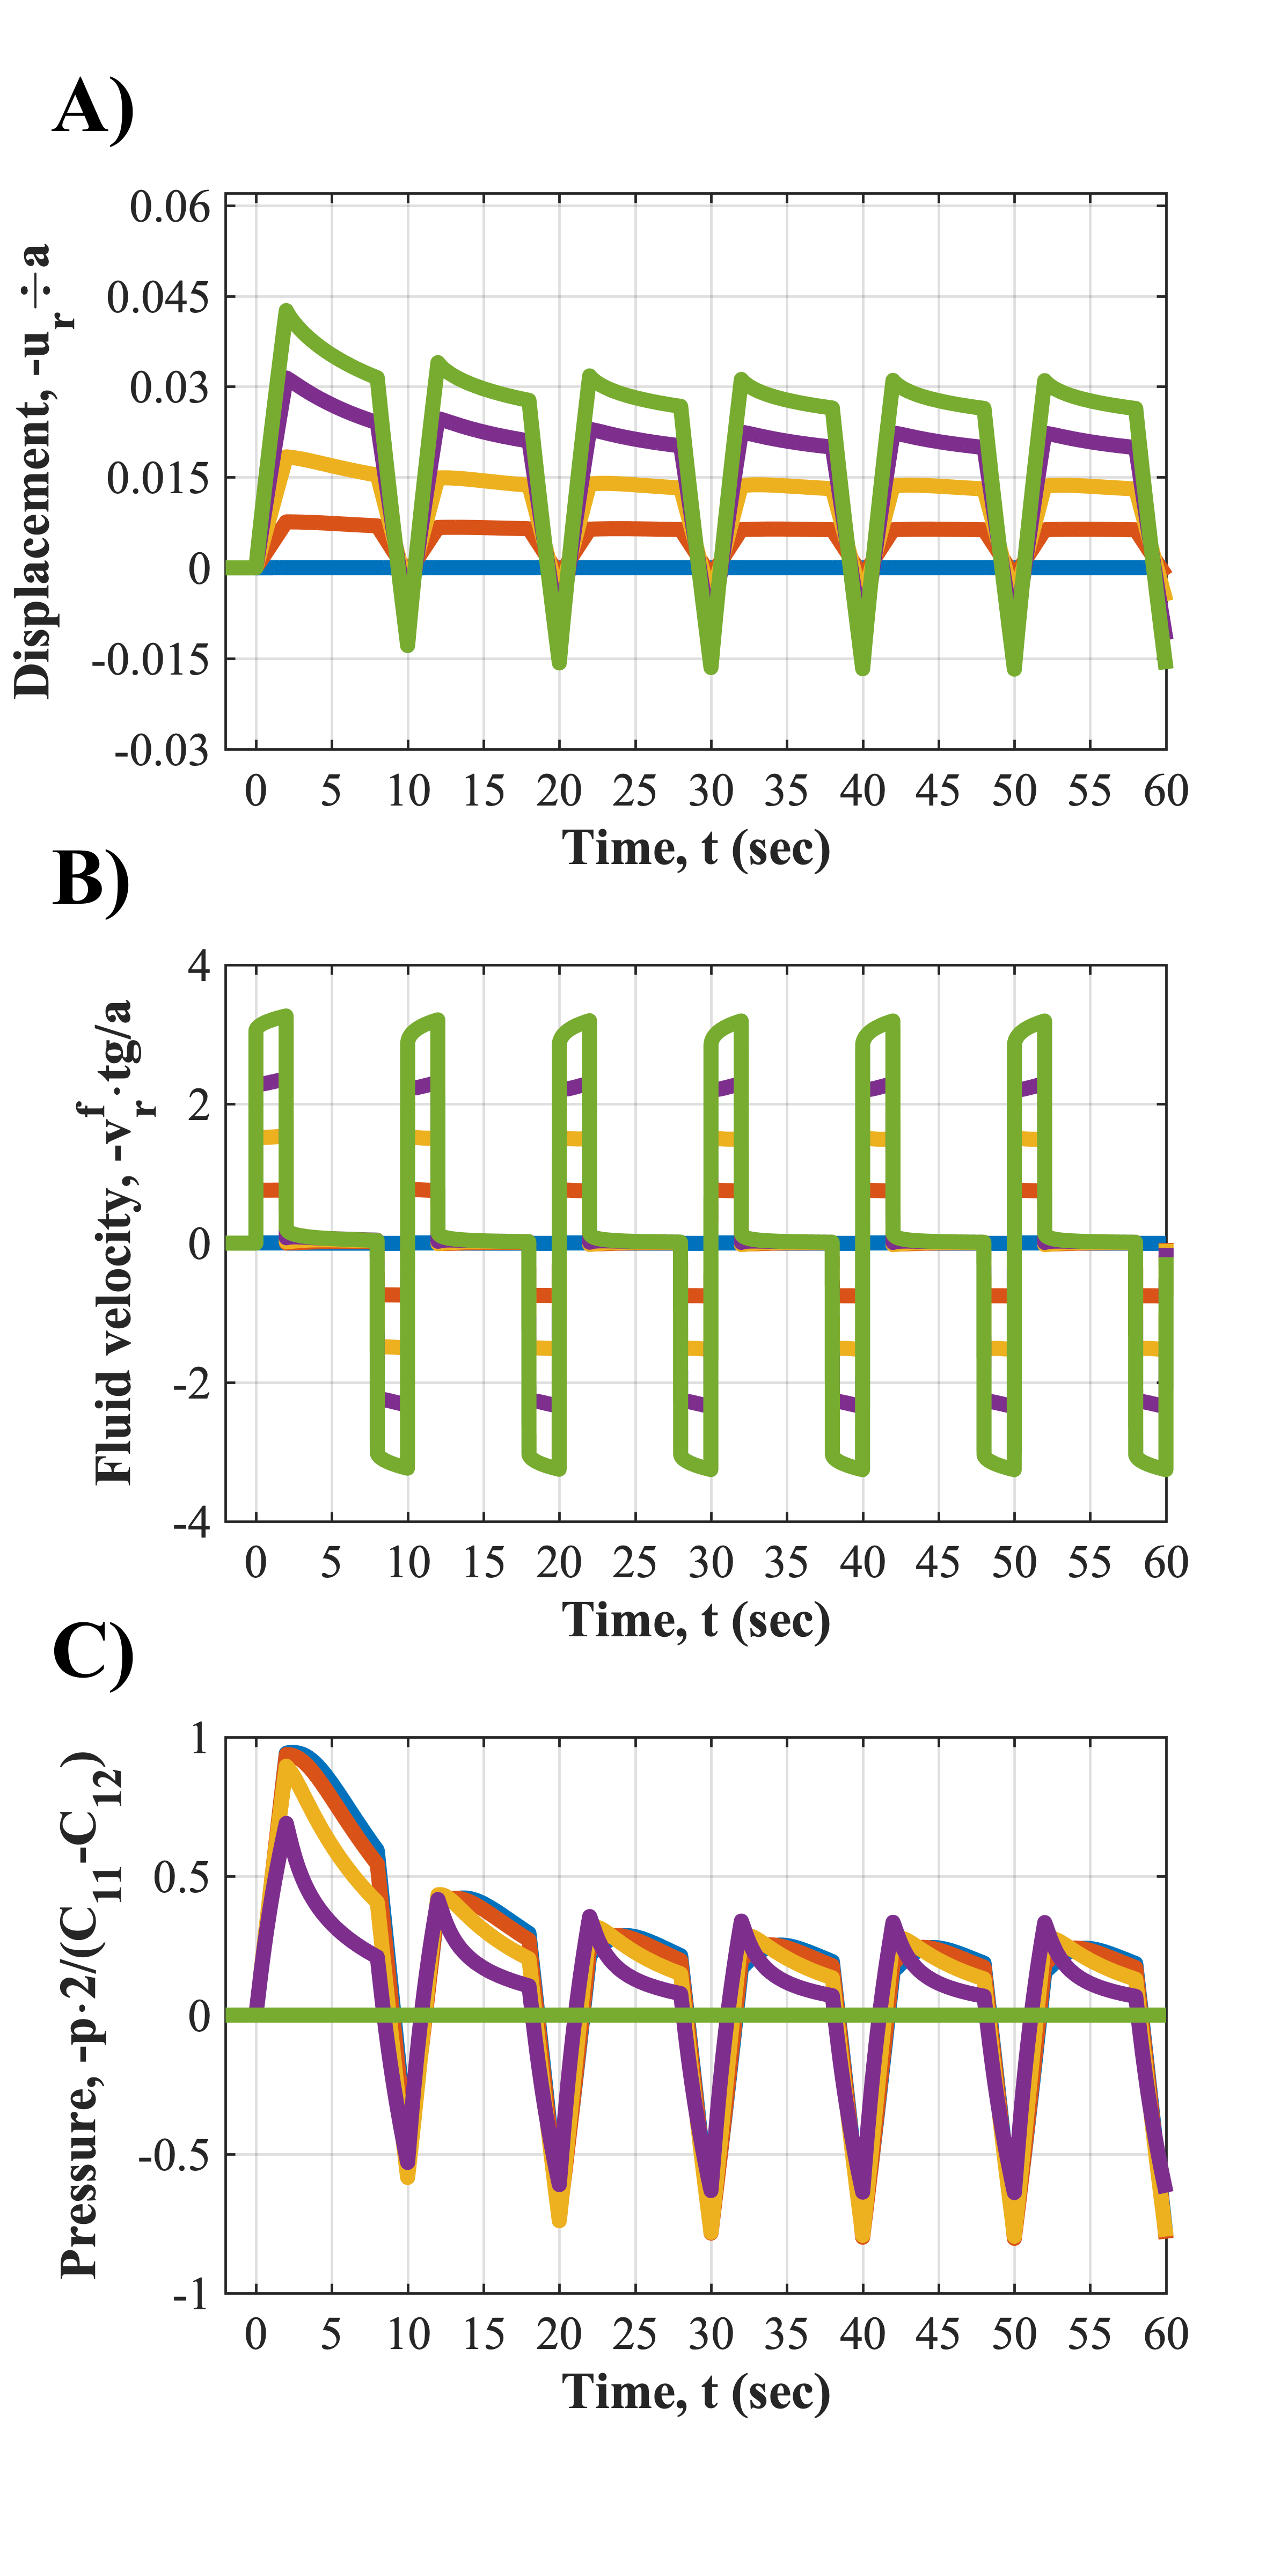 A)
0.06
0.045
0.03
0.015
0
-0.015
-0.03
Displacement, -u_r÷a
0 5 10 15 20 25 30 35 40 45 50 55 60
Time, t (sec)
B)
4
2
0
-2
-4
Fluid velocity, -v_r^f·tg/a
0 5 10 15 20 25 30 35 40 45 50 55 60
Time, t (sec)
C)
1
0.5
0
-0.5
-1
Pressure, -p·2/(C_11-C_12)
0 5 10 15 20 25 30 35 40 45 50 55 60
Time, t (sec)